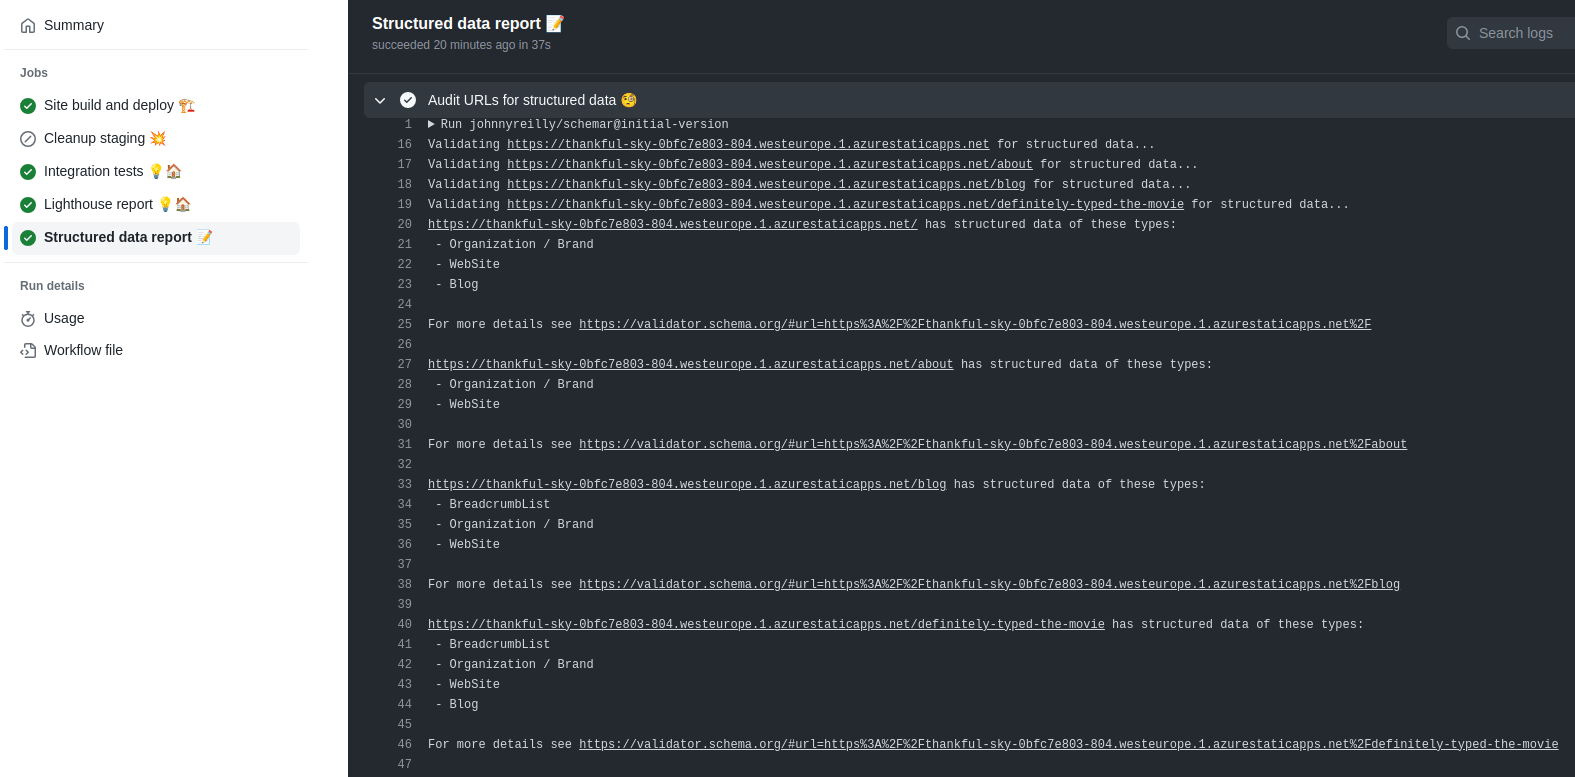 Summary
Jobs
Site build and deploy 🏗️
Cleanup staging 💥
Integration tests 💡🏠
Lighthouse report 💡🏠
Structured data report 📝
Run details
Usage
Workflow file
Structured data report 📝
succeeded 20 minutes ago in 37s
Search logs
Audit URLs for structured data 🧐
1 ▶ Run johnnyreilly/schemar@initial-version
16 Validating https://thankful-sky-0bfc7e803-804.westeurope.1.azurestaticapps.net for structured data...
17 Validating https://thankful-sky-0bfc7e803-804.westeurope.1.azurestaticapps.net/about for structured data...
18 Validating https://thankful-sky-0bfc7e803-804.westeurope.1.azurestaticapps.net/blog for structured data...
19 Validating https://thankful-sky-0bfc7e803-804.westeurope.1.azurestaticapps.net/definitely-typed-the-movie for structured data...
20 https://thankful-sky-0bfc7e803-804.westeurope.1.azurestaticapps.net/ has structured data of these types:
21 - Organization / Brand
22 - WebSite
23 - Blog
24
25 For more details see https://validator.schema.org/#url=https%3A%2F%2Fthankful-sky-0bfc7e803-804.westeurope.1.azurestaticapps.net%2F
26
27 https://thankful-sky-0bfc7e803-804.westeurope.1.azurestaticapps.net/about has structured data of these types:
28 - Organization / Brand
29 - WebSite
30
31 For more details see https://validator.schema.org/#url=https%3A%2F%2Fthankful-sky-0bfc7e803-804.westeurope.1.azurestaticapps.net%2Fabout
32
33 https://thankful-sky-0bfc7e803-804.westeurope.1.azurestaticapps.net/blog has structured data of these types:
34 - BreadcrumbList
35 - Organization / Brand
36 - WebSite
37
38 For more details see https://validator.schema.org/#url=https%3A%2F%2Fthankful-sky-0bfc7e803-804.westeurope.1.azurestaticapps.net%2Fblog
39
40 https://thankful-sky-0bfc7e803-804.westeurope.1.azurestaticapps.net/definitely-typed-the-movie has structured data of these types:
41 - BreadcrumbList
42 - Organization / Brand
43 - WebSite
44 - Blog
45
46 For more details see https://validator.schema.org/#url=https%3A%2F%2Fthankful-sky-0bfc7e803-804.westeurope.1.azurestaticapps.net%2Fdefinitely-typed-the-movie
47